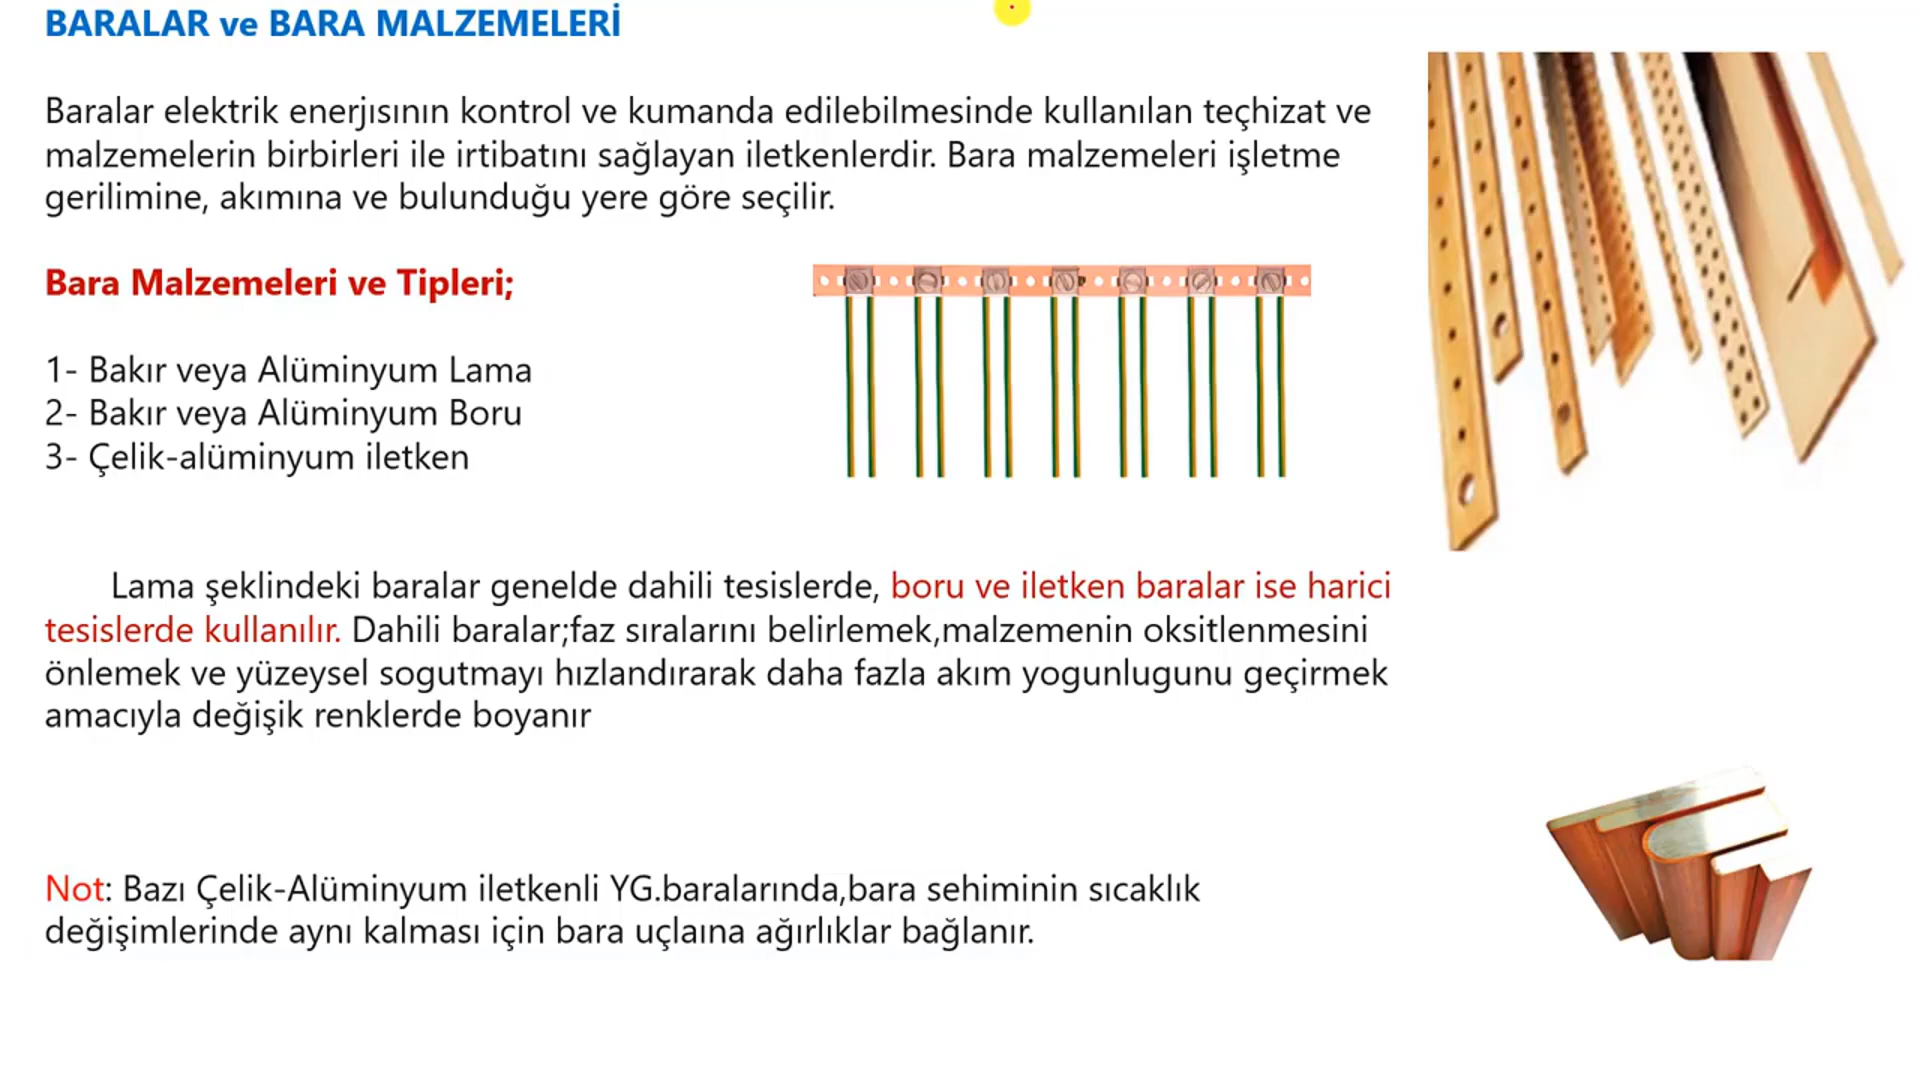 BARALAR ve BARA MALZEMELERİ
Baralar elektrik enerjısının kontrol ve kumanda edilebilmesinde kullanılan teçhizat ve
malzemelerin birbirleri ile irtibatını sağlayan iletkenlerdir. Bara malzemeleri işletme
gerilimine, akımına ve bulunduğu yere göre seçilir.
Bara Malzemeleri ve Tipleri;
1- Bakır veya Alüminyum Lama
2- Bakır veya Alüminyum Boru
3- Çelik-alüminyum iletken
Lama şeklindeki baralar genelde dahili tesislerde, boru ve iletken baralar ise harici
tesislerde kullanılır. Dahili baralar;faz sıralarını belirlemek,malzemenin oksitlenmesini
önlemek ve yüzeysel sogutmayı hızlandırarak daha fazla akım yogunlugunu geçirmek
amacıyla değişik renklerde boyanır
Not: Bazı Çelik-Alüminyum iletkenli YG.baralarında,bara sehiminin sıcaklık
değişimlerinde aynı kalması için bara uçlaına ağırlıklar bağlanır.